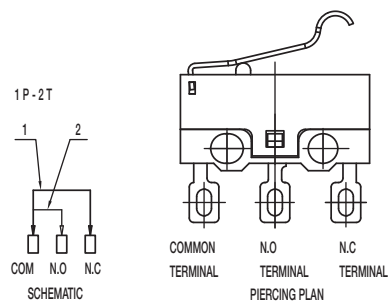 1P-2T
1 2
COM N.O N.C
SCHEMATIC
COMMON N.O N.C
TERMINAL TERMINAL TERMINAL
PIERCING PLAN